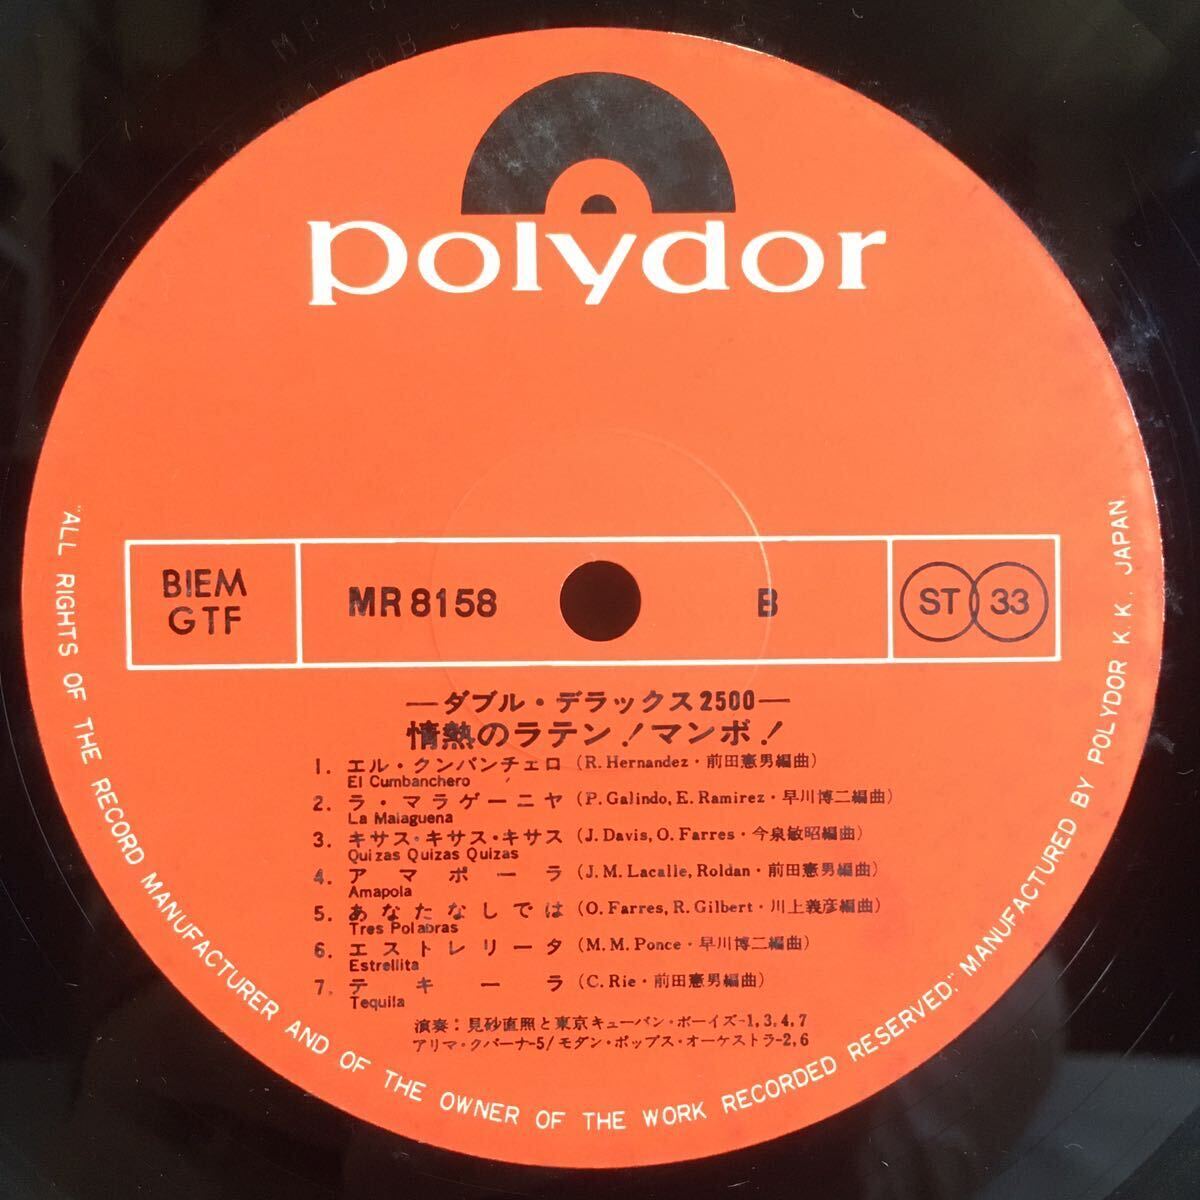 polydor
BIEM
GTF
MR 8158
B
ST 33
—ダブル・デラックス2500—
情熱のラテン!マンボ!
1. エル・クンバンチェロ (R. Hernandez・前田憲男編曲)
El Cumbanchero
2. ラ・マラゲーニヤ (P. Galindo, E. Ramirez・早川博二編曲)
La Malaguena
3. キサス・キサス・キサス (J. Davis, O. Farres・今泉敏昭編曲)
Quizas Quizas Quizas
4. アマポーラ (J. M. Lacalle, Roldan・前田憲男編曲)
Amapola
5. あなたなしでは (O. Farres, R. Gilbert・川上義彦編曲)
Tres Polabras
6. エストレリータ (M. M. Ponce・早川博二編曲)
Estrellita
7. テキーラ (C. Rie・前田憲男編曲)
Tequila
演奏: 見砂直照と東京キューバン・ボーイズ-1, 3, 4, 7
アリマ・クバーナ-5/モダン・ポップス・オーケストラ-2, 6
"ALL RIGHTS OF THE RECORD MANUFACTURER AND OF THE OWNER OF THE WORK RECORDED RESERVED." MANUFACTURED BY POLYDOR K.K., JAPAN